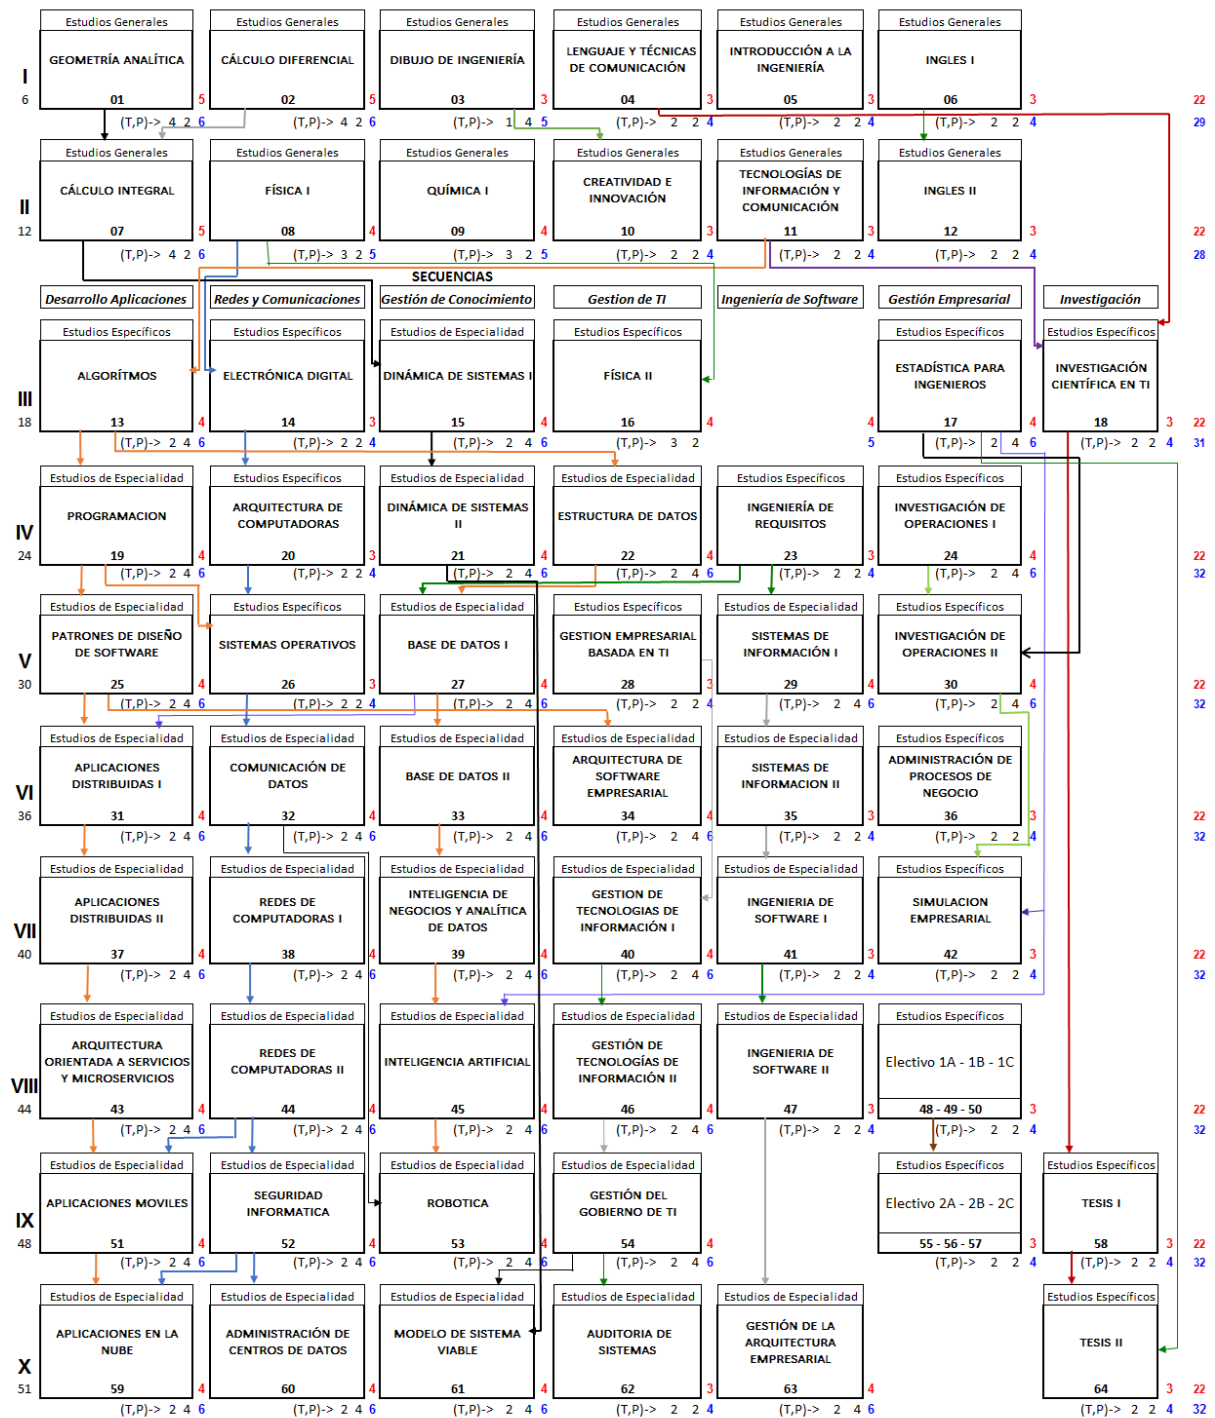 Estudios Generales Estudios Generales Estudios Generales Estudios Generales Estudios Generales Estudios Generales
GEOMETRÍA ANALÍTICA CÁLCULO DIFERENCIAL DIBUJO DE INGENIERÍA LENGUAJE Y TÉCNICAS DE COMUNICACIÓN INTRODUCCIÓN A LA INGENIERÍA INGLES I
I
6 01 5 02 5 03 3 04 3 05 3 06 3 22
(T,P)-> 4 2 6 (T,P)-> 4 2 6 (T,P)-> 1 4 5 (T,P)-> 2 2 4 (T,P)-> 2 2 4 (T,P)-> 2 2 4 29
Estudios Generales Estudios Generales Estudios Generales Estudios Generales Estudios Generales Estudios Generales
CÁLCULO INTEGRAL FÍSICA I QUÍMICA I CREATIVIDAD E INNOVACIÓN TECNOLOGÍAS DE INFORMACIÓN Y COMUNICACIÓN INGLES II
II
12 07 5 08 4 09 4 10 3 11 3 12 3 22
(T,P)-> 4 2 6 (T,P)-> 3 2 5 (T,P)-> 3 2 5 (T,P)-> 2 2 4 (T,P)-> 2 2 4 (T,P)-> 2 2 4 28
SECUENCIAS
Desarrollo Aplicaciones Redes y Comunicaciones Gestión de Conocimiento Gestion de TI Ingeniería de Software Gestión Empresarial Investigación
Estudios Específicos Estudios Específicos Estudios de Especialidad Estudios Específicos Estudios Específicos Estudios Específicos
ALGORÍTMOS ELECTRÓNICA DIGITAL DINÁMICA DE SISTEMAS I FÍSICA II ESTADÍSTICA PARA INGENIEROS INVESTIGACIÓN CIENTÍFICA EN TI
III
18 13 4 14 3 15 4 16 4 4 17 4 18 3 22
(T,P)-> 2 4 6 (T,P)-> 2 2 4 (T,P)-> 2 4 6 (T,P)-> 3 2 5 (T,P)-> 2 4 6 (T,P)-> 2 2 4 31
Estudios de Especialidad Estudios Específicos Estudios de Especialidad Estudios de Especialidad Estudios Específicos Estudios Específicos
PROGRAMACION ARQUITECTURA DE COMPUTADORAS DINÁMICA DE SISTEMAS II ESTRUCTURA DE DATOS INGENIERÍA DE REQUISITOS INVESTIGACIÓN DE OPERACIONES I
IV
24 19 4 20 3 21 4 22 4 23 3 24 4 22
(T,P)-> 2 4 6 (T,P)-> 2 2 4 (T,P)-> 2 4 6 (T,P)-> 2 4 6 (T,P)-> 2 2 4 (T,P)-> 2 4 6 32
Estudios de Especialidad Estudios Específicos Estudios de Especialidad Estudios Específicos Estudios de Especialidad Estudios Específicos
PATRONES DE DISEÑO DE SOFTWARE SISTEMAS OPERATIVOS BASE DE DATOS I GESTION EMPRESARIAL BASADA EN TI SISTEMAS DE INFORMACIÓN I INVESTIGACIÓN DE OPERACIONES II
V
30 25 4 26 3 27 4 28 3 29 4 30 4 22
(T,P)-> 2 4 6 (T,P)-> 2 2 4 (T,P)-> 2 4 6 (T,P)-> 2 2 4 (T,P)-> 2 4 6 (T,P)-> 2 4 6 32
Estudios de Especialidad Estudios de Especialidad Estudios de Especialidad Estudios de Especialidad Estudios de Especialidad Estudios Específicos
APLICACIONES DISTRIBUIDAS I COMUNICACIÓN DE DATOS BASE DE DATOS II ARQUITECTURA DE SOFTWARE EMPRESARIAL SISTEMAS DE INFORMACION II ADMINISTRACIÓN DE PROCESOS DE NEGOCIO
VI
36 31 4 32 4 33 4 34 4 35 3 36 3 22
(T,P)-> 2 4 6 (T,P)-> 2 4 6 (T,P)-> 2 4 6 (T,P)-> 2 4 6 (T,P)-> 2 2 4 (T,P)-> 2 2 4 32
Estudios de Especialidad Estudios de Especialidad Estudios de Especialidad Estudios de Especialidad Estudios de Especialidad Estudios Específicos
APLICACIONES DISTRIBUIDAS II REDES DE COMPUTADORAS I INTELIGENCIA DE NEGOCIOS Y ANALÍTICA DE DATOS GESTION DE TECNOLOGIAS DE INFORMACIÓN I INGENIERIA DE SOFTWARE I SIMULACION EMPRESARIAL
VII
40 37 4 38 4 39 4 40 4 41 3 42 3 22
(T,P)-> 2 4 6 (T,P)-> 2 4 6 (T,P)-> 2 4 6 (T,P)-> 2 4 6 (T,P)-> 2 2 4 (T,P)-> 2 2 4 32
Estudios de Especialidad Estudios de Especialidad Estudios de Especialidad Estudios de Especialidad Estudios de Especialidad Estudios Específicos
ARQUITECTURA ORIENTADA A SERVICIOS Y MICROSERVICIOS REDES DE COMPUTADORAS II INTELIGENCIA ARTIFICIAL GESTIÓN DE TECNOLOGÍAS DE INFORMACIÓN II INGENIERIA DE SOFTWARE II Electivo 1A - 1B - 1C
VIII
44 43 4 44 4 45 4 46 4 47 3 48 - 49 - 50 3 22
(T,P)-> 2 4 6 (T,P)-> 2 4 6 (T,P)-> 2 4 6 (T,P)-> 2 4 6 (T,P)-> 2 2 4 (T,P)-> 2 2 4 32
Estudios de Especialidad Estudios de Especialidad Estudios de Especialidad Estudios de Especialidad Estudios Específicos Estudios Específicos
APLICACIONES MOVILES SEGURIDAD INFORMATICA ROBOTICA GESTIÓN DEL GOBIERNO DE TI Electivo 2A - 2B - 2C TESIS I
IX
48 51 4 52 4 53 4 54 4 55 - 56 - 57 3 58 3 22
(T,P)-> 2 4 6 (T,P)-> 2 4 6 (T,P)-> 2 4 6 (T,P)-> 2 4 6 (T,P)-> 2 2 4 (T,P)-> 2 2 4 32
Estudios de Especialidad Estudios de Especialidad Estudios de Especialidad Estudios de Especialidad Estudios de Especialidad Estudios Específicos
APLICACIONES EN LA NUBE ADMINISTRACIÓN DE CENTROS DE DATOS MODELO DE SISTEMA VIABLE AUDITORIA DE SISTEMAS GESTIÓN DE LA ARQUITECTURA EMPRESARIAL TESIS II
X
51 59 4 60 4 61 4 62 3 63 4 64 3 22
(T,P)-> 2 4 6 (T,P)-> 2 4 6 (T,P)-> 2 4 6 (T,P)-> 2 2 4 (T,P)-> 2 4 6 (T,P)-> 2 2 4 32